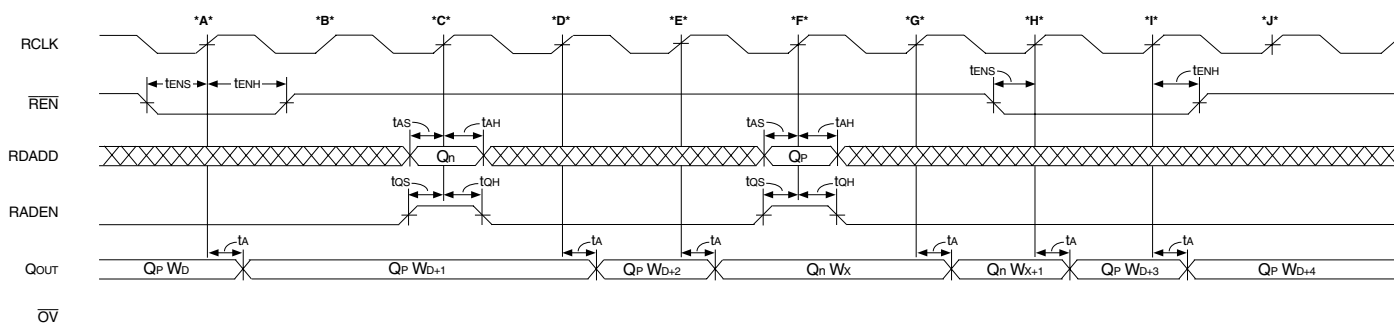 *A* *B* *C* *D* *E* *F* *G* *H* *I* *J*
RCLK
tENS tENH tENS tENH
REN
tAS tAH tAS tAH
RDADD Qn QP
tQS tQH tQS tQH
RADEN
tA tA tA tA tA tA
QOUT QP WD QP WD+1 QP WD+2 Qn WX Qn WX+1 QP WD+3 QP WD+4
OV